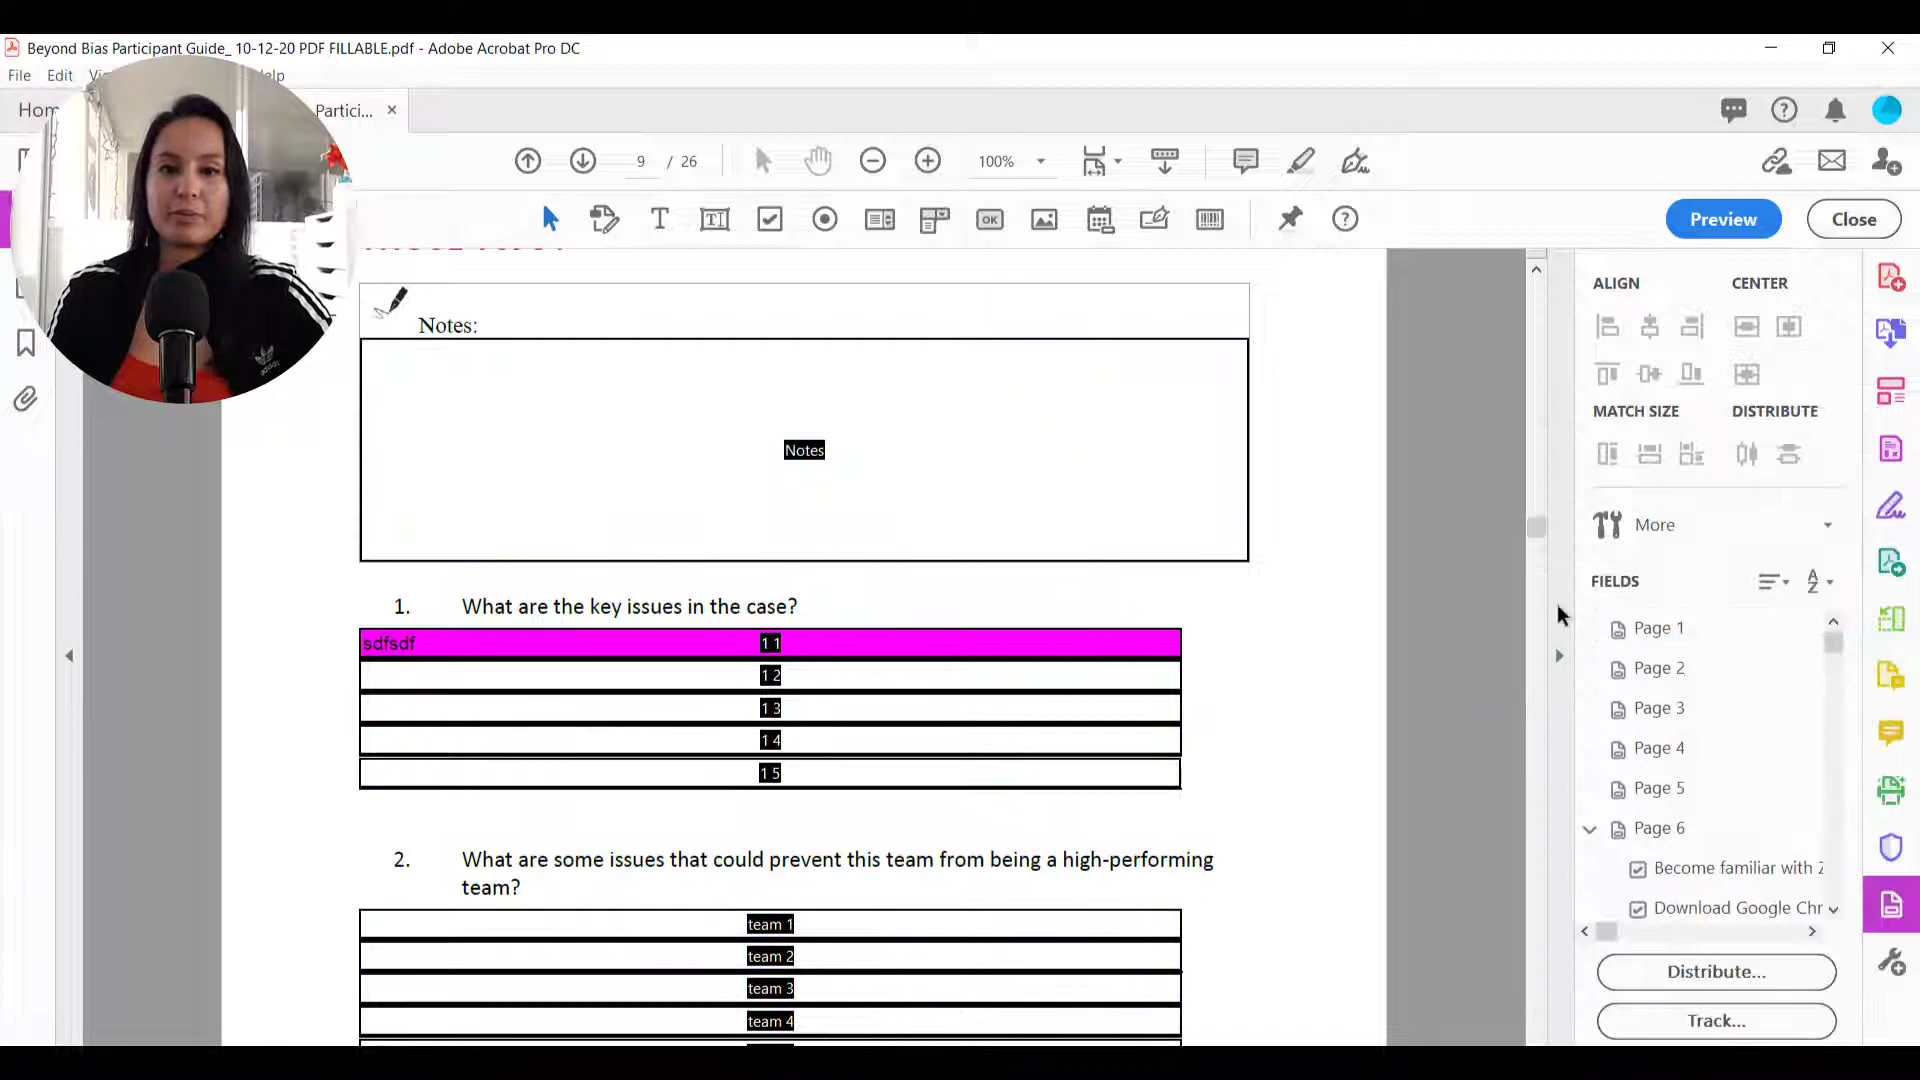 Beyond Bias Participant Guide_ 10-12-20 PDF FILLABLE.pdf - Adobe Acrobat Pro DC
File Edit
Partici...
9 / 26
100%
T
OK
Preview
Close
Notes:
Notes
1. What are the key issues in the case?
sdfsdf 1 1
1 2
1 3
1 4
1 5
2. What are some issues that could prevent this team from being a high-performing
team?
team 1
team 2
team 3
team 4
ALIGN CENTER
MATCH SIZE DISTRIBUTE
More
FIELDS
Page 1
Page 2
Page 3
Page 4
Page 5
Page 6
Become familiar with
Download Google Chr
Distribute...
Track...
adidas